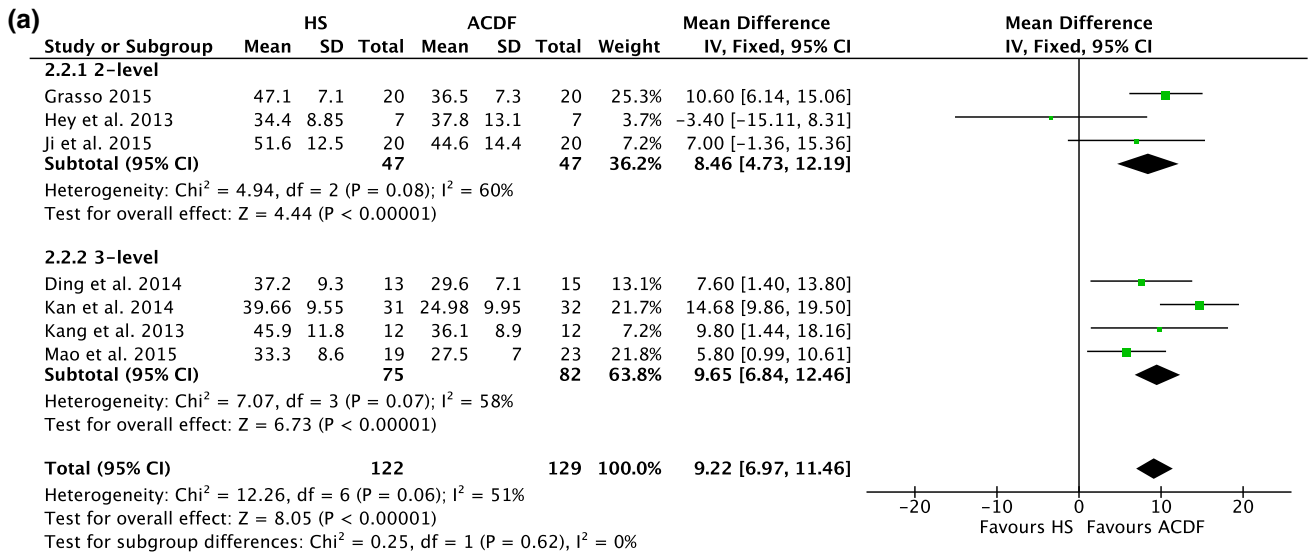 (a) HS ACDF Mean Difference Mean Difference
Study or Subgroup Mean SD Total Mean SD Total Weight IV, Fixed, 95% CI IV, Fixed, 95% CI
2.2.1 2-level
Grasso 2015 47.1 7.1 20 36.5 7.3 20 25.3% 10.60 [6.14, 15.06]
Hey et al. 2013 34.4 8.85 7 37.8 13.1 7 3.7% -3.40 [-15.11, 8.31]
Ji et al. 2015 51.6 12.5 20 44.6 14.4 20 7.2% 7.00 [-1.36, 15.36]
Subtotal (95% CI) 47 47 36.2% 8.46 [4.73, 12.19]
Heterogeneity: Chi² = 4.94, df = 2 (P = 0.08); I² = 60%
Test for overall effect: Z = 4.44 (P < 0.00001)
2.2.2 3-level
Ding et al. 2014 37.2 9.3 13 29.6 7.1 15 13.1% 7.60 [1.40, 13.80]
Kan et al. 2014 39.66 9.55 31 24.98 9.95 32 21.7% 14.68 [9.86, 19.50]
Kang et al. 2013 45.9 11.8 12 36.1 8.9 12 7.2% 9.80 [1.44, 18.16]
Mao et al. 2015 33.3 8.6 19 27.5 7 23 21.8% 5.80 [0.99, 10.61]
Subtotal (95% CI) 75 82 63.8% 9.65 [6.84, 12.46]
Heterogeneity: Chi² = 7.07, df = 3 (P = 0.07); I² = 58%
Test for overall effect: Z = 6.73 (P < 0.00001)
Total (95% CI) 122 129 100.0% 9.22 [6.97, 11.46]
Heterogeneity: Chi² = 12.26, df = 6 (P = 0.06); I² = 51%
Test for overall effect: Z = 8.05 (P < 0.00001)
Test for subgroup differences: Chi² = 0.25, df = 1 (P = 0.62), I² = 0%
-20 -10 0 10 20
Favours HS Favours ACDF